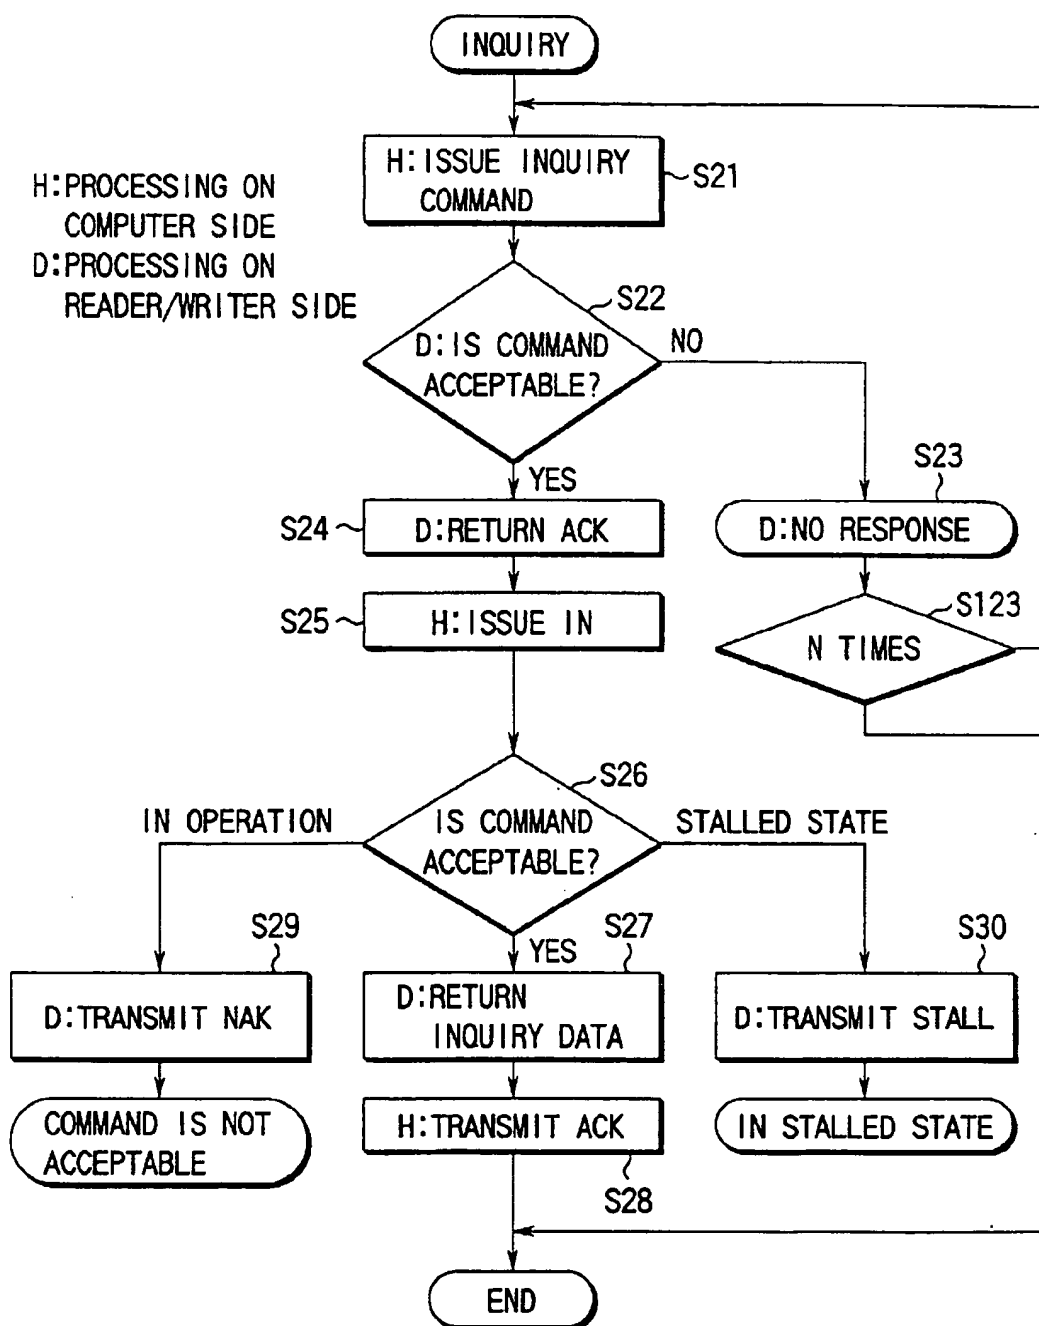 INQUIRY
H:ISSUE INQUIRY
COMMAND
S21
H:PROCESSING ON
COMPUTER SIDE
D:PROCESSING ON
READER/WRITER SIDE
S22
D:IS COMMAND
ACCEPTABLE?
NO
YES
S23
S24
D:RETURN ACK
D:NO RESPONSE
S25
H:ISSUE IN
S123
N TIMES
S26
IN OPERATION
IS COMMAND
ACCEPTABLE?
STALLED STATE
YES
S29
S27
S30
D:TRANSMIT NAK
D:RETURN
INQUIRY DATA
D:TRANSMIT STALL
COMMAND IS NOT
ACCEPTABLE
H:TRANSMIT ACK
IN STALLED STATE
S28
END